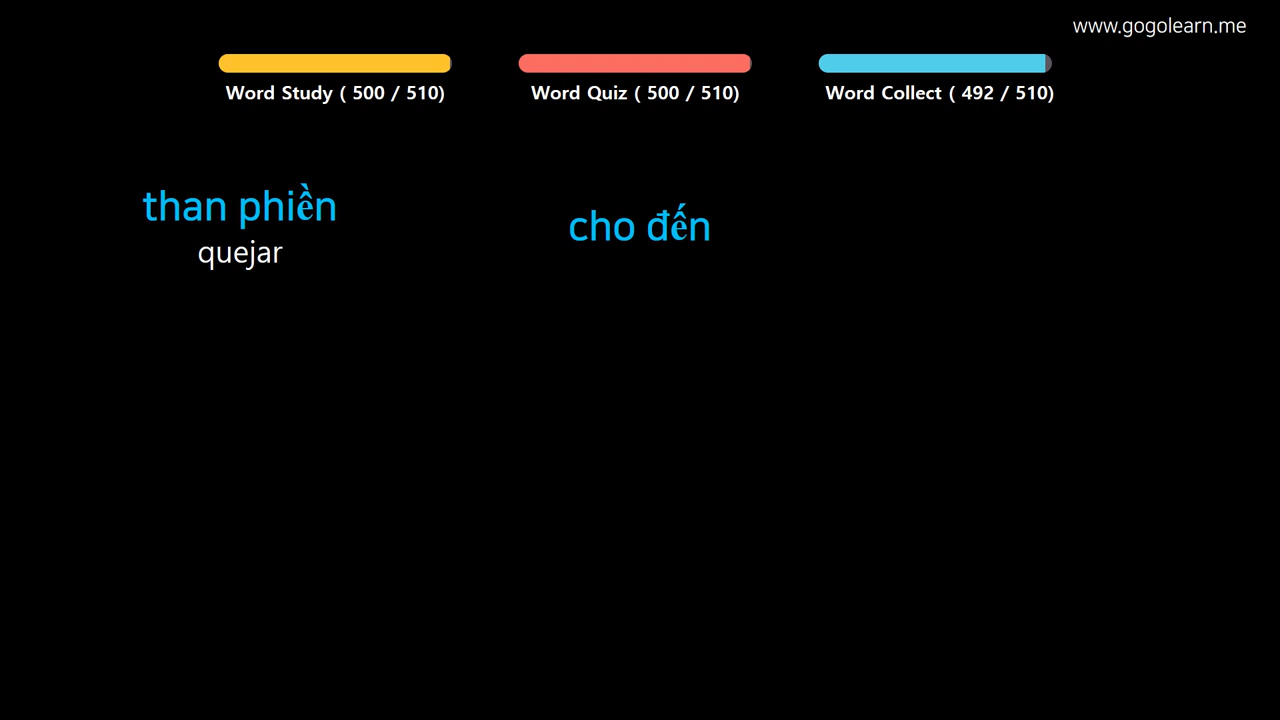 www.gogolearn.me
Word Study ( 500 / 510)
Word Quiz ( 500 / 510)
Word Collect ( 492 / 510)
than phiền
quejar
cho đến